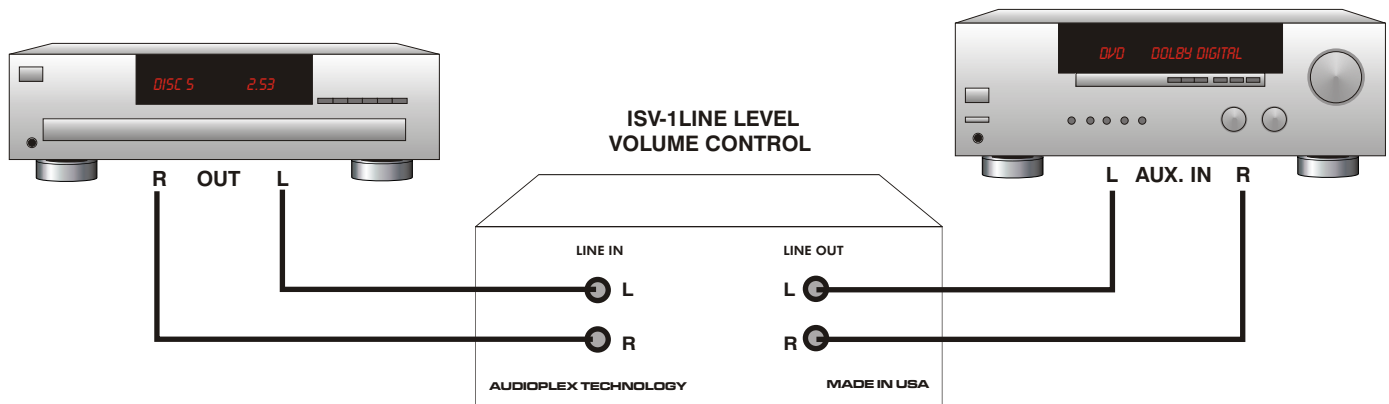 DISC 5 2.53
DVD DOLBY DIGITAL
ISV-1LINE LEVEL
VOLUME CONTROL
R OUT L
L AUX. IN R
LINE IN LINE OUT
L L
R R
AUDIOPLEX TECHNOLOGY MADE IN USA